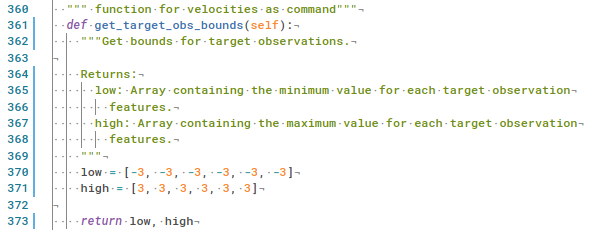 360 """ function for velocities as command"""
361 def get_target_obs_bounds(self):
362 """Get bounds for target observations.
363
364 Returns:
365 low: Array containing the minimum value for each target observation
366 features.
367 high: Array containing the maximum value for each target observation
368 features.
369 """
370 low = [-3, -3, -3, -3, -3, -3]
371 high = [3, 3, 3, 3, 3, 3]
372
373 return low, high